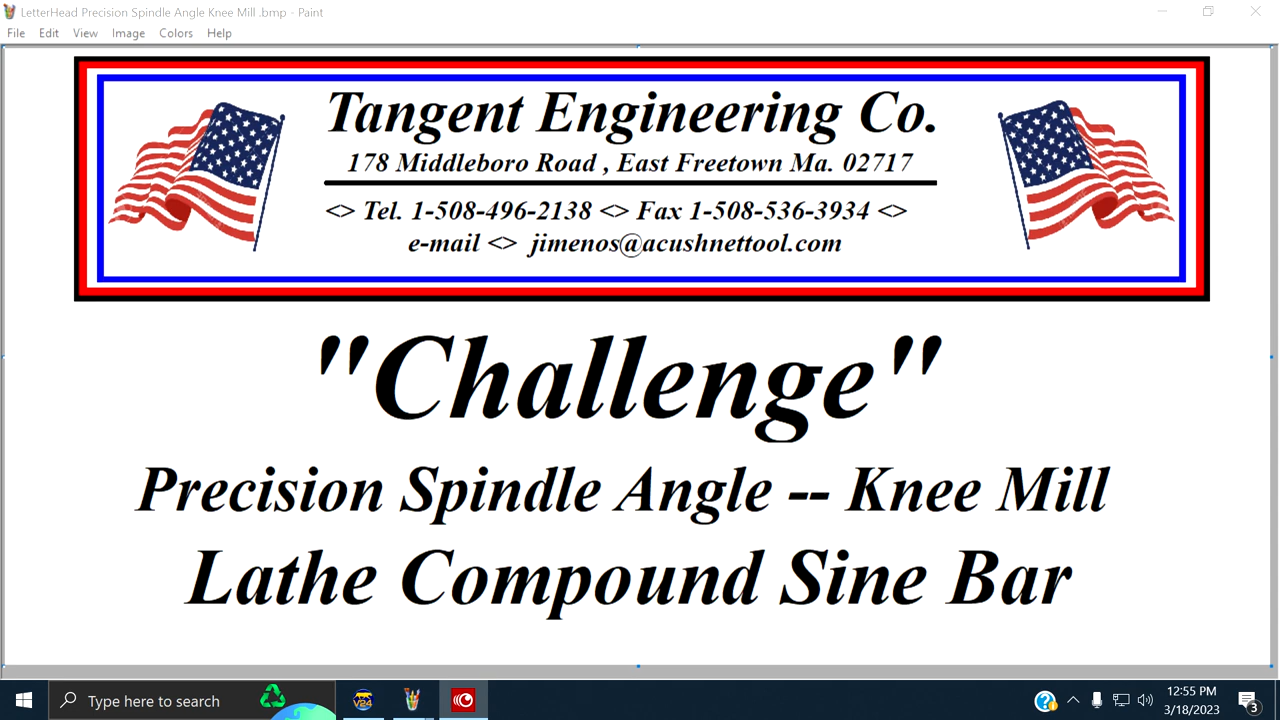 LetterHead Precision Spindle Angle Knee Mill .bmp - Paint
File Edit View Image Colors Help
Tangent Engineering Co.
178 Middleboro Road , East Freetown Ma. 02717
<> Tel. 1-508-496-2138 <> Fax 1-508-536-3934 <>
e-mail <> jimenos@acushnettool.com
"Challenge"
Precision Spindle Angle -- Knee Mill
Lathe Compound Sine Bar
Type here to search
V24
12:55 PM
3/18/2023
3